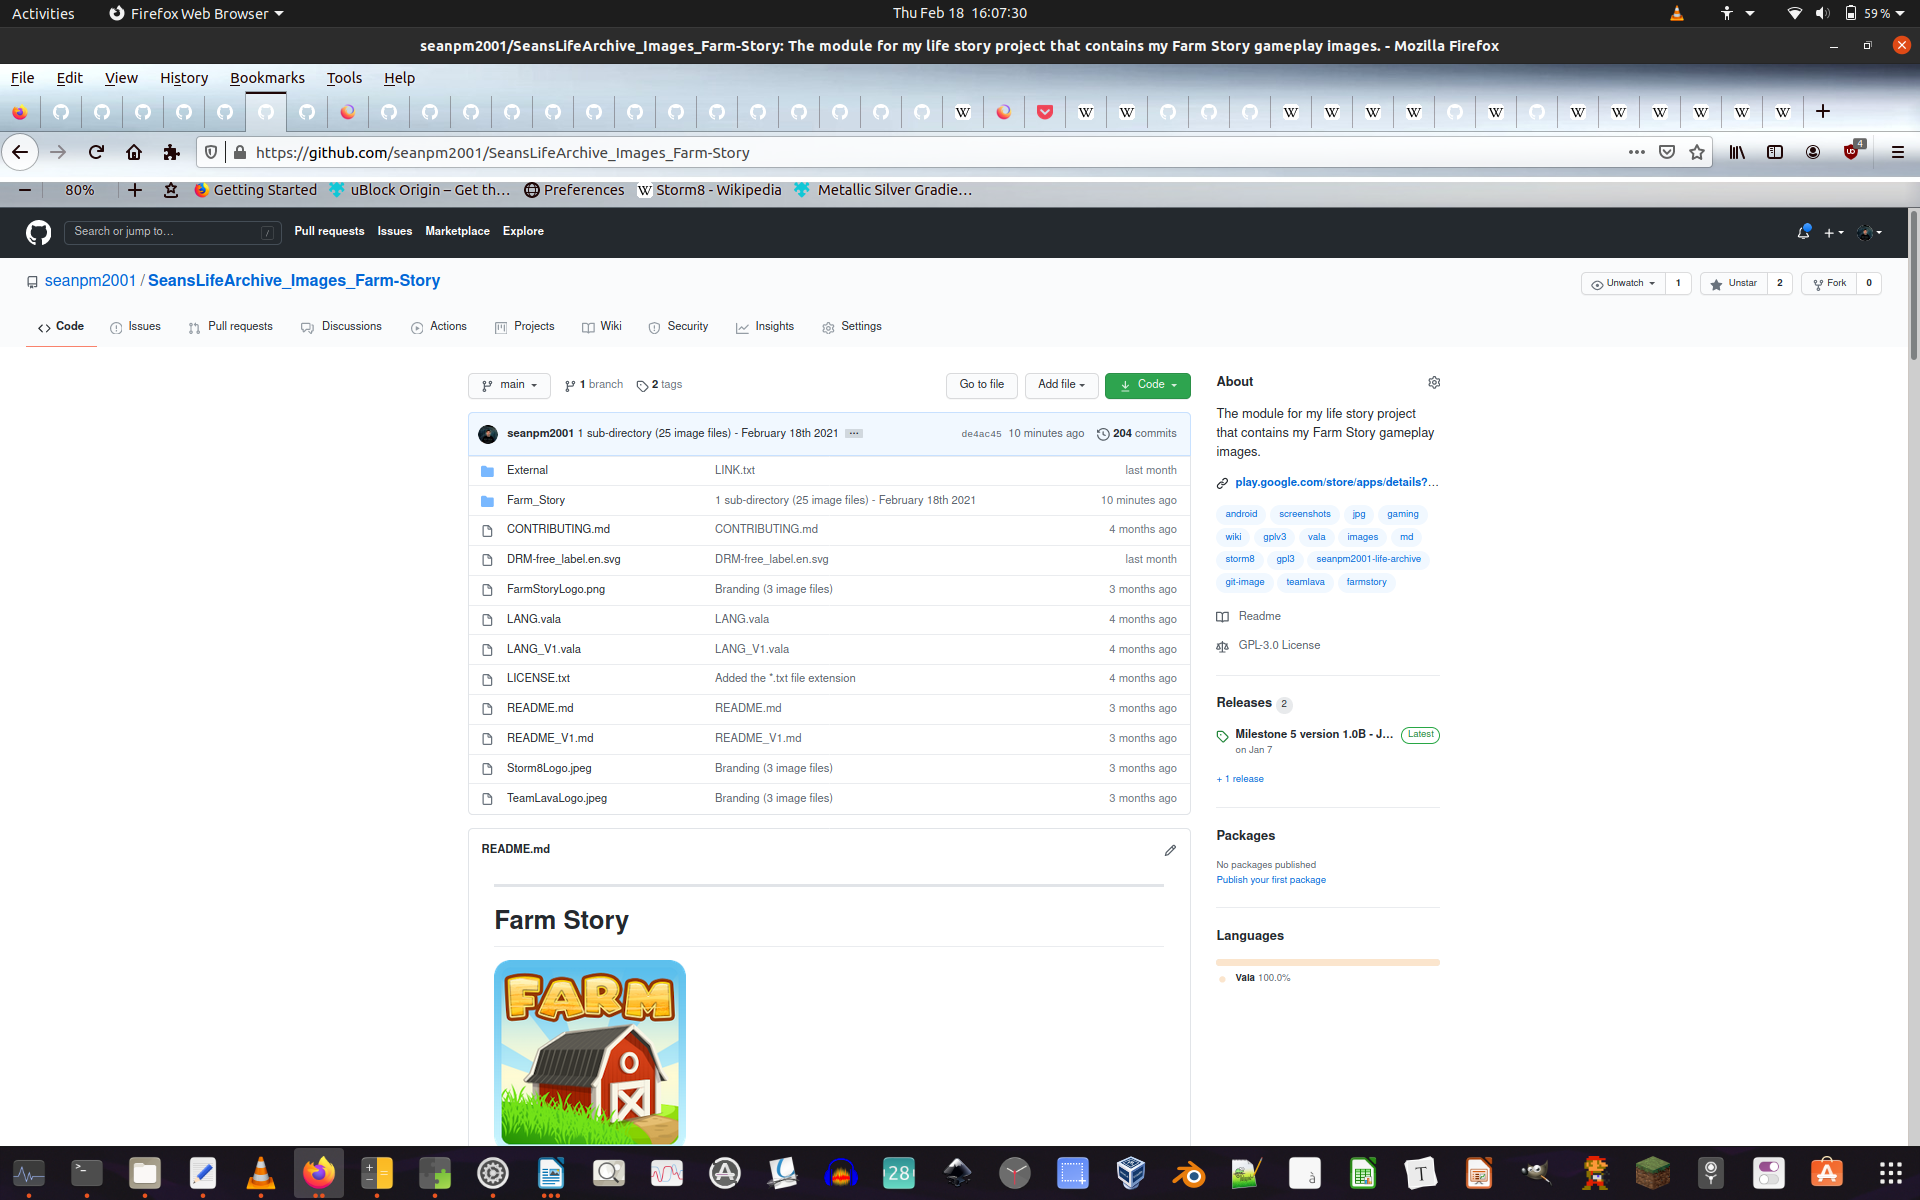 Activities Firefox Web Browser Thu Feb 18 16:07:30 59 %
seanpm2001/SeansLifeArchive_Images_Farm-Story: The module for my life story project that contains my Farm Story gameplay images. - Mozilla Firefox
File Edit View History Bookmarks Tools Help
https://github.com/seanpm2001/SeansLifeArchive_Images_Farm-Story 4
80% Getting Started uBlock Origin – Get th… Preferences Storm8 - Wikipedia Metallic Silver Gradie…
Search or jump to… / Pull requests Issues Marketplace Explore
seanpm2001 / SeansLifeArchive_Images_Farm-Story Unwatch 1 Unstar 2 Fork 0
Code Issues Pull requests Discussions Actions Projects Wiki Security Insights Settings
main 1 branch 2 tags Go to file Add file Code
seanpm2001 1 sub-directory (25 image files) - February 18th 2021 … de4ac45 10 minutes ago 204 commits
External LINK.txt last month
Farm_Story 1 sub-directory (25 image files) - February 18th 2021 10 minutes ago
CONTRIBUTING.md CONTRIBUTING.md 4 months ago
DRM-free_label.en.svg DRM-free_label.en.svg last month
FarmStoryLogo.png Branding (3 image files) 3 months ago
LANG.vala LANG.vala 4 months ago
LANG_V1.vala LANG_V1.vala 4 months ago
LICENSE.txt Added the *.txt file extension 4 months ago
README.md README.md 3 months ago
README_V1.md README_V1.md 3 months ago
Storm8Logo.jpeg Branding (3 image files) 3 months ago
TeamLavaLogo.jpeg Branding (3 image files) 3 months ago
README.md
Farm Story
FARM
About
The module for my life story project
that contains my Farm Story gameplay
images.
play.google.com/store/apps/details?…
android screenshots jpg gaming
wiki gplv3 vala images md
storm8 gpl3 seanpm2001-life-archive
git-image teamlava farmstory
Readme
GPL-3.0 License
Releases 2
Milestone 5 version 1.0B - J… Latest
on Jan 7
+ 1 release
Packages
No packages published
Publish your first package
Languages
Vala 100.0%
28